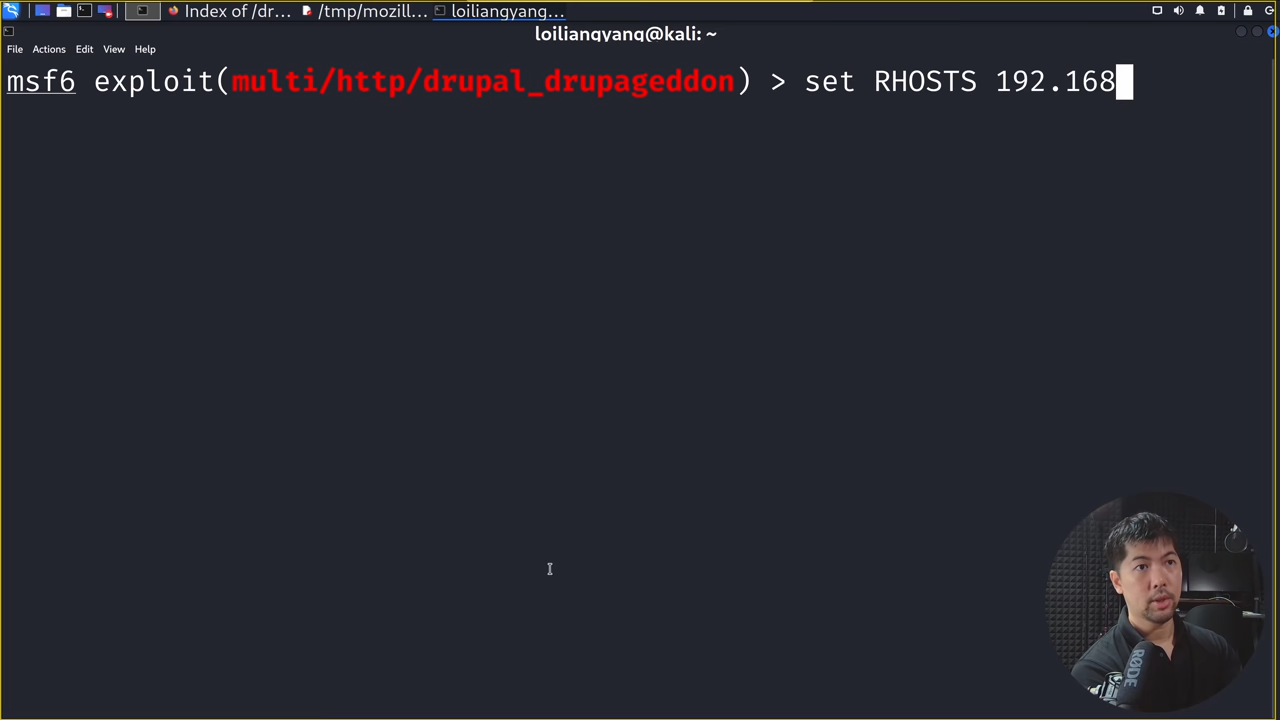 Index of /dr...
/tmp/mozill...
loiliangyang...
loiliangyang@kali: ~
File Actions Edit View Help
msf6 exploit(multi/http/drupal_drupageddon) > set RHOSTS 192.168
RØDE